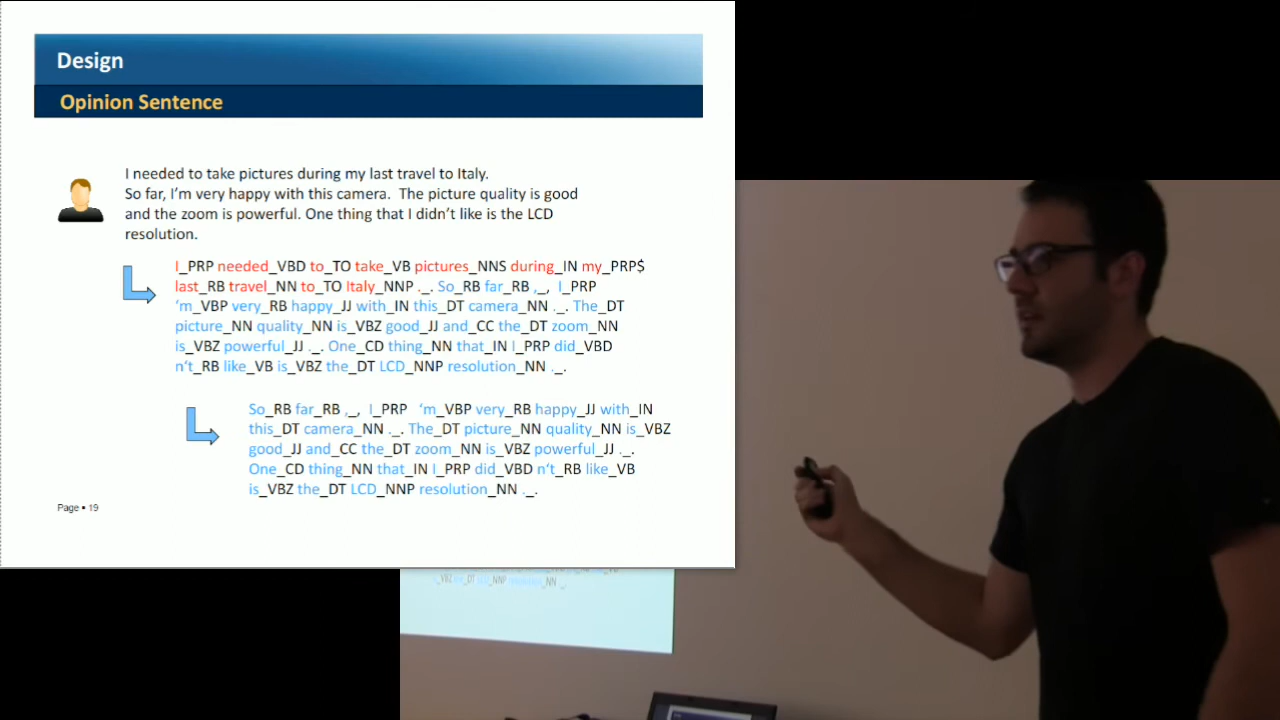 Design
Opinion Sentence
I needed to take pictures during my last travel to Italy.
So far, I'm very happy with this camera.  The picture quality is good
and the zoom is powerful. One thing that I didn't like is the LCD
resolution.
I_PRP needed_VBD to_TO take_VB pictures_NNS during_IN my_PRP$
last_RB travel_NN to_TO Italy_NNP ._. So_RB far_RB ,_,  I_PRP
‘m_VBP very_RB happy_JJ with_IN this_DT camera_NN ._. The_DT
picture_NN quality_NN is_VBZ good_JJ and_CC the_DT zoom_NN
is_VBZ powerful_JJ ._. One_CD thing_NN that_IN I_PRP did_VBD
n‘t_RB like_VB is_VBZ the_DT LCD_NNP resolution_NN ._.
So_RB far_RB ,_,  I_PRP  ‘m_VBP very_RB happy_JJ with_IN
this_DT camera_NN ._. The_DT picture_NN quality_NN is_VBZ
good_JJ and_CC the_DT zoom_NN is_VBZ powerful_JJ ._.
One_CD thing_NN that_IN I_PRP did_VBD n‘t_RB like_VB
is_VBZ the_DT LCD_NNP resolution_NN ._.
Page ▪ 19